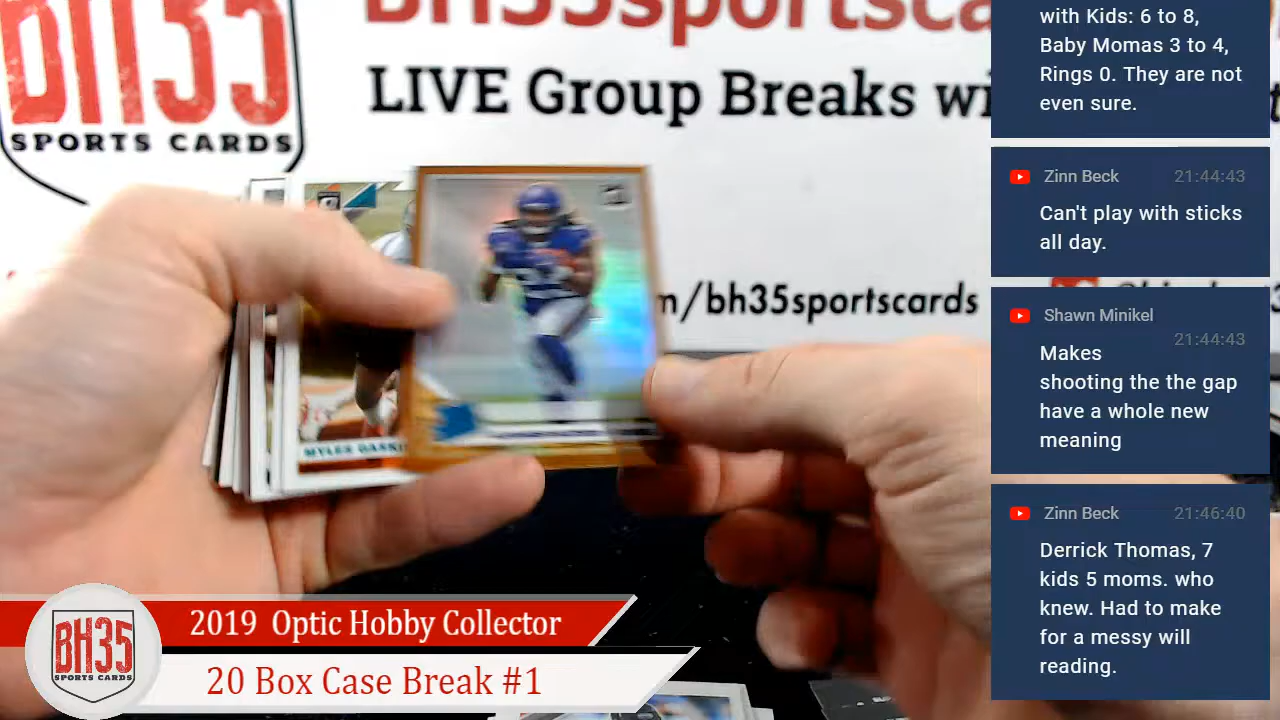 BH35sportsca
BH35
SPORTS CARDS
LIVE Group Breaks wi
m/bh35sportscards
MYLES GASKI
2019 Optic Hobby Collector
20 Box Case Break #1
BH35
SPORTS CARDS
with Kids: 6 to 8,
Baby Momas 3 to 4,
Rings 0. They are not
even sure.
Zinn Beck 21:44:43
Can't play with sticks
all day.
Shawn Minikel
21:44:43
Makes
shooting the the gap
have a whole new
meaning
Zinn Beck 21:46:40
Derrick Thomas, 7
kids 5 moms. who
knew. Had to make
for a messy will
reading.